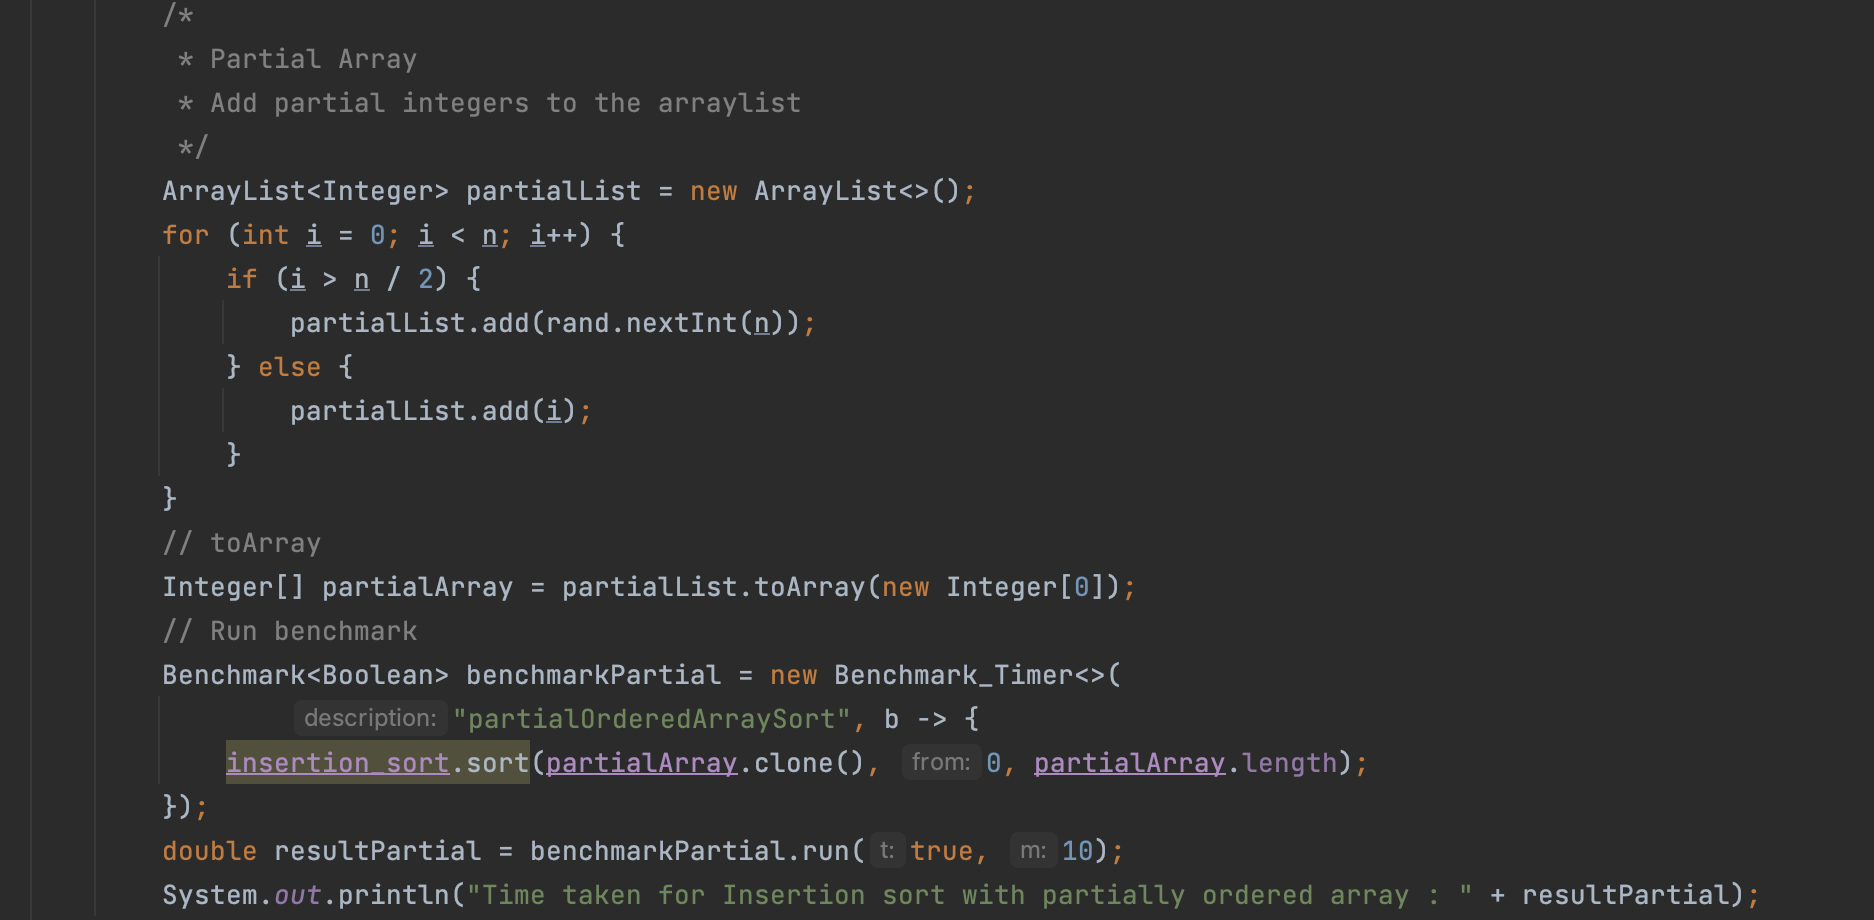 /*
 * Partial Array
 * Add partial integers to the arraylist
 */
ArrayList<Integer> partialList = new ArrayList<>();
for (int i = 0; i < n; i++) {
    if (i > n / 2) {
        partialList.add(rand.nextInt(n));
    } else {
        partialList.add(i);
    }
}
// toArray
Integer[] partialArray = partialList.toArray(new Integer[0]);
// Run benchmark
Benchmark<Boolean> benchmarkPartial = new Benchmark_Timer<>(
        description: "partialOrderedArraySort", b -> {
    insertion_sort.sort(partialArray.clone(), from: 0, partialArray.length);
});
double resultPartial = benchmarkPartial.run( t: true, m: 10);
System.out.println("Time taken for Insertion sort with partially ordered array : " + resultPartial);